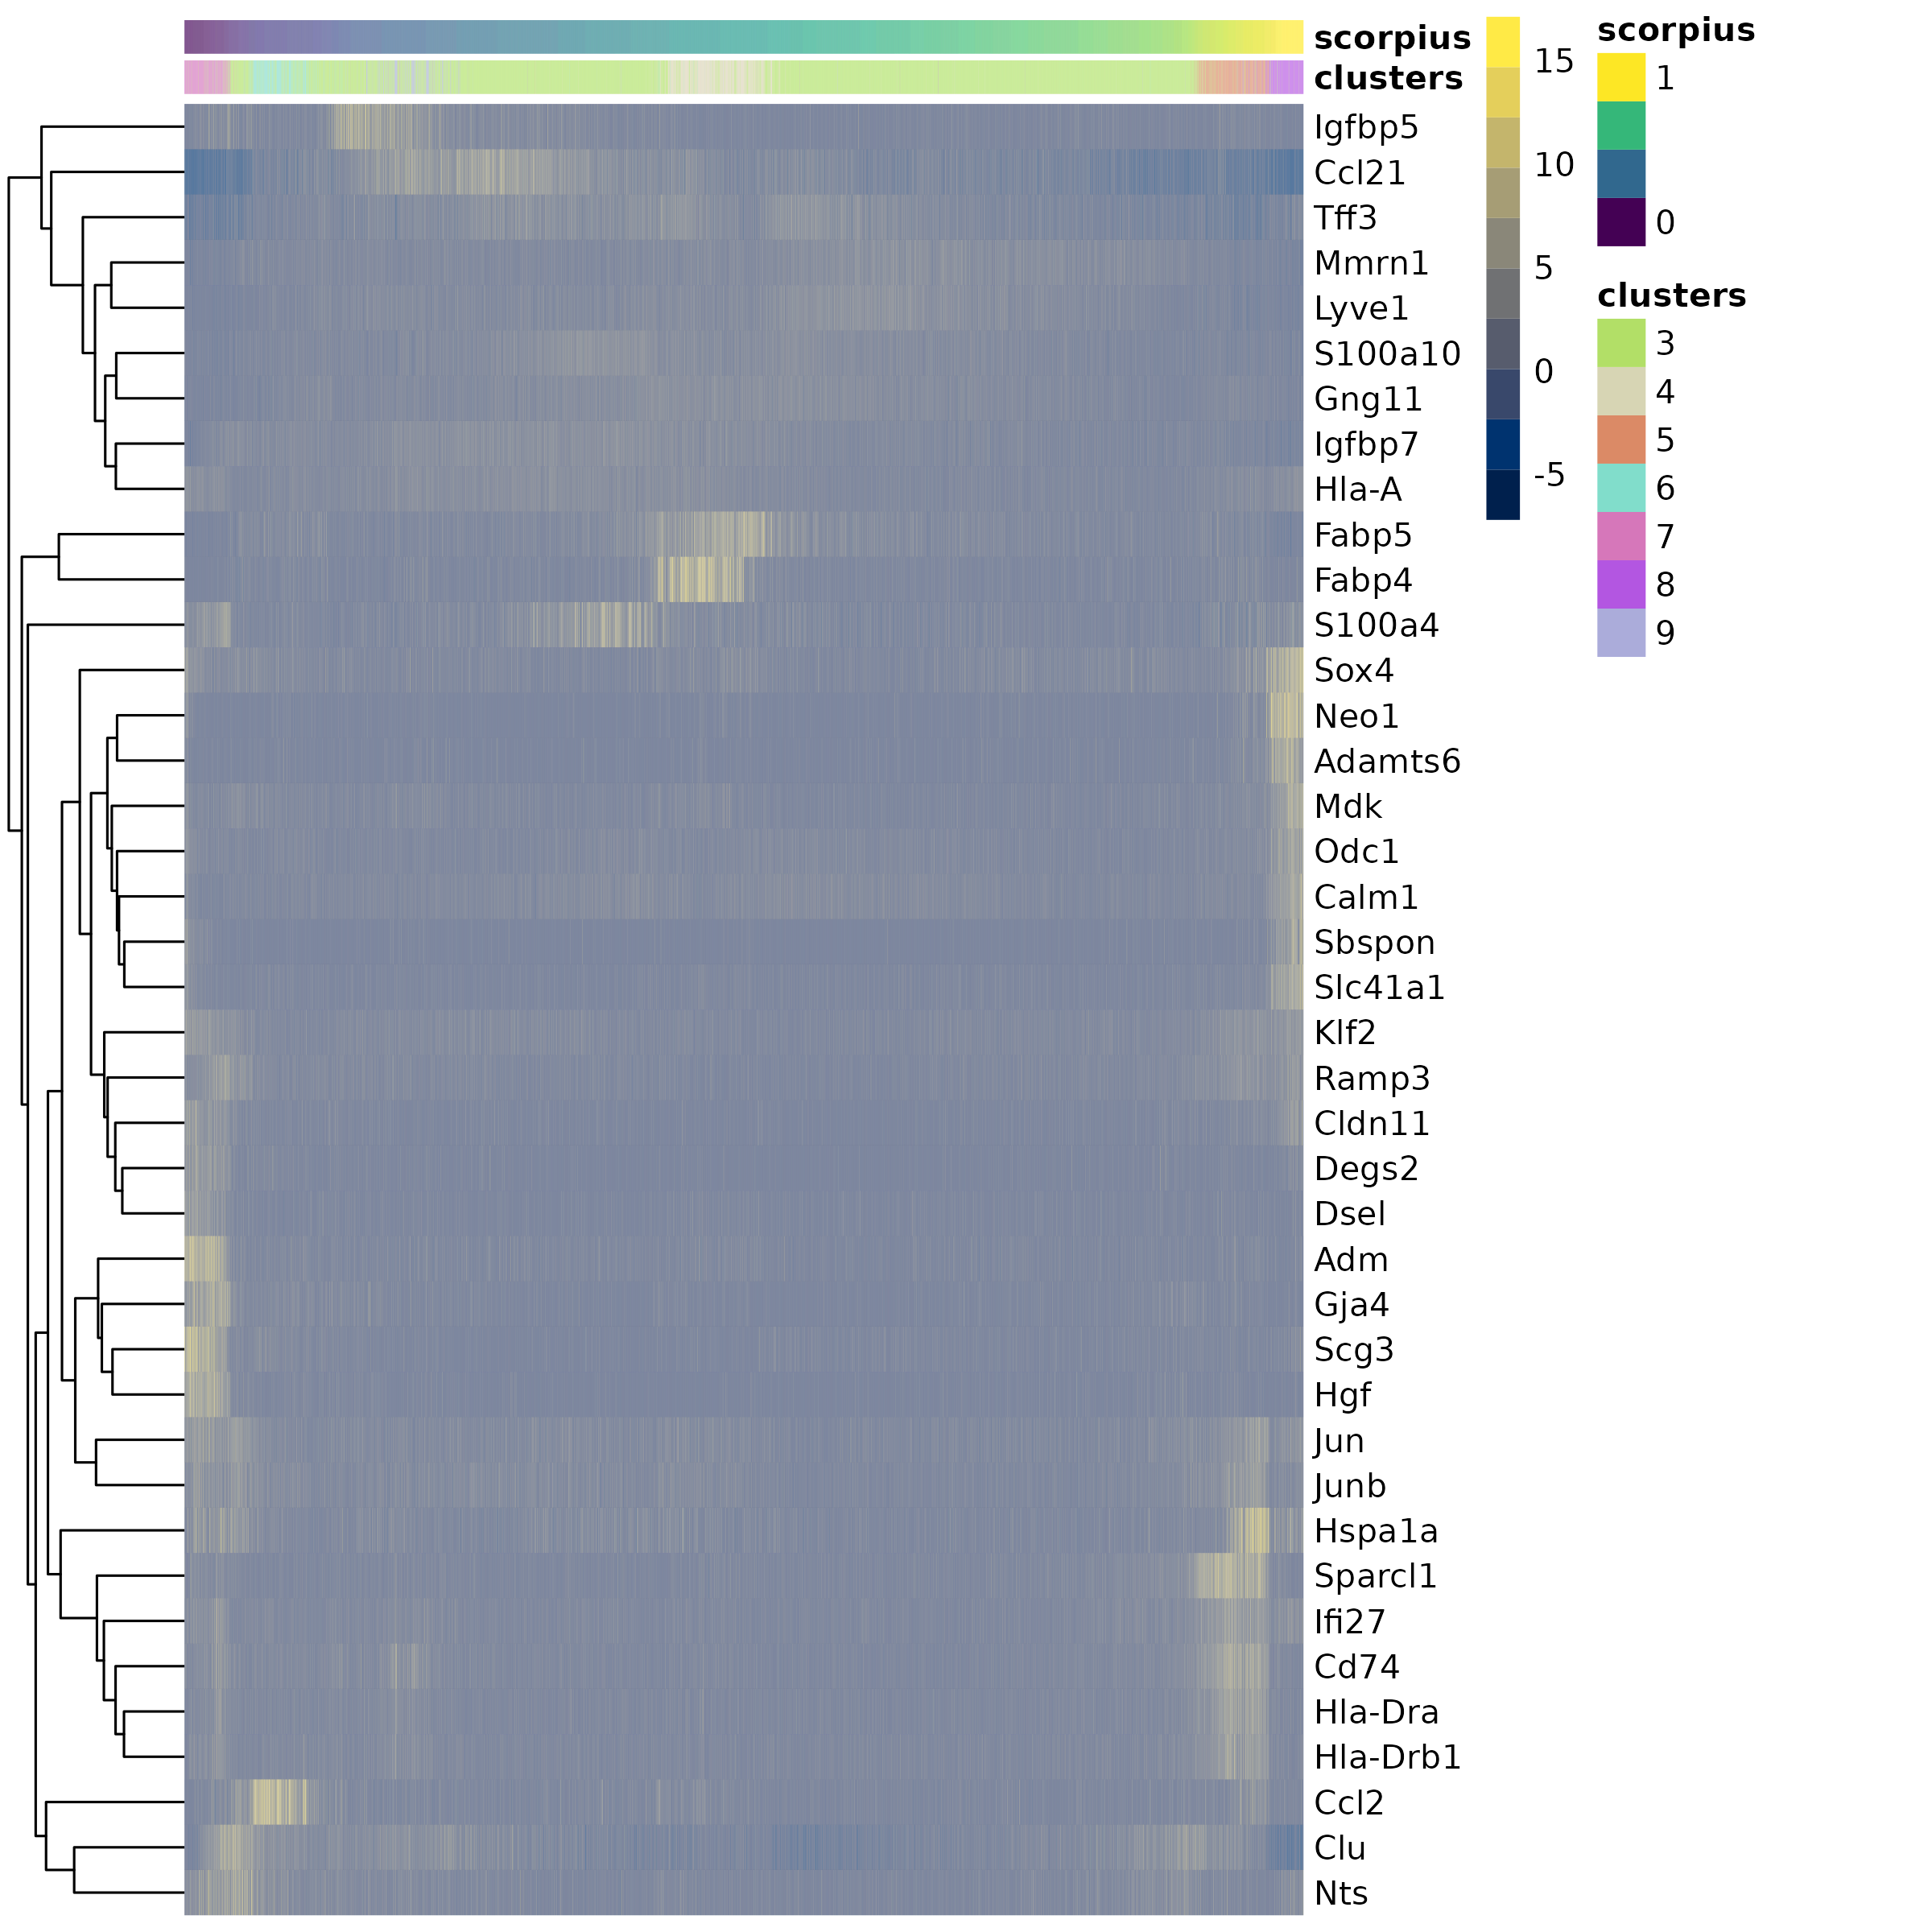 scorpius
clusters
Igfbp5
Ccl21
Tff3
Mmrn1
Lyve1
S100a10
Gng11
Igfbp7
Hla-A
Fabp5
Fabp4
S100a4
Sox4
Neo1
Adamts6
Mdk
Odc1
Calm1
Sbspon
Slc41a1
Klf2
Ramp3
Cldn11
Degs2
Dsel
Adm
Gja4
Scg3
Hgf
Jun
Junb
Hspa1a
Sparcl1
Ifi27
Cd74
Hla-Dra
Hla-Drb1
Ccl2
Clu
Nts
15
10
5
0
-5
scorpius
1
0
clusters
3
4
5
6
7
8
9